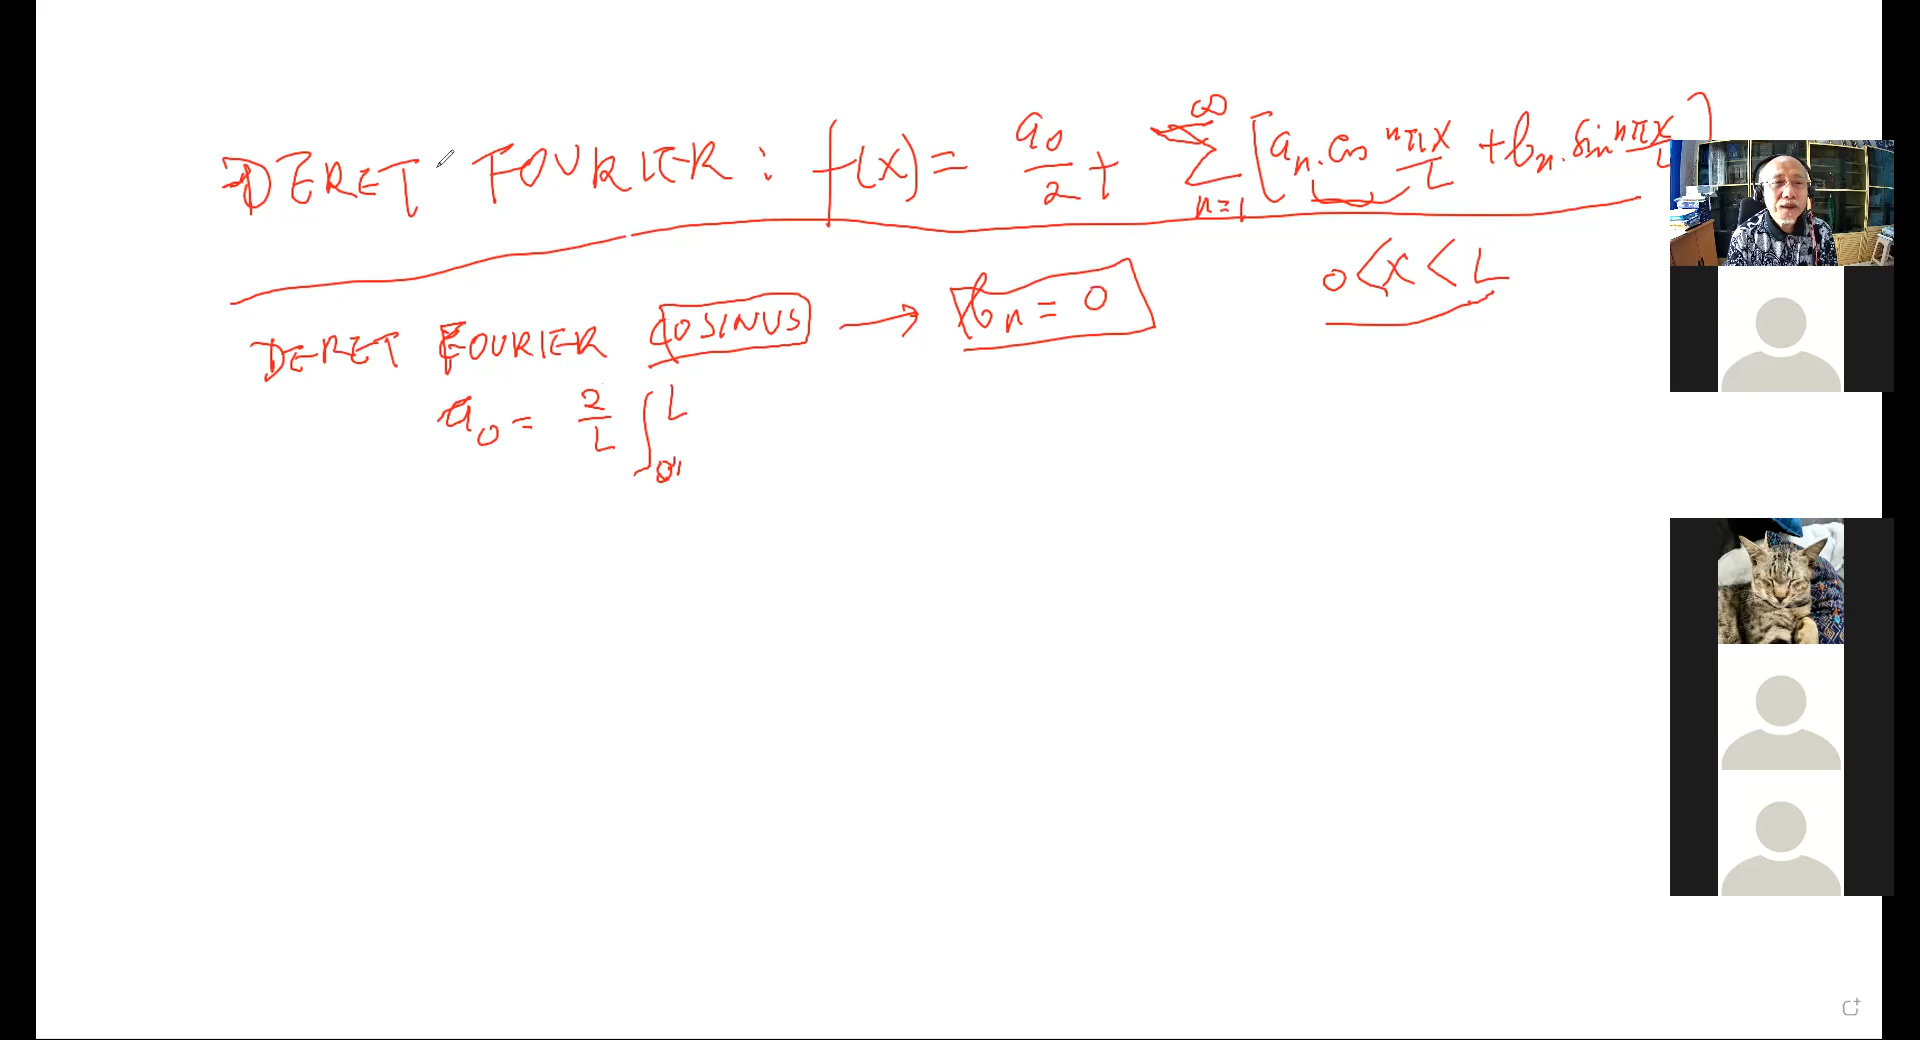 DERET FOURIER : f(x) = a₀/2 + ∑_{n=1}^{∞} [aₙ. cos nπx/L + bₙ. sin nπx/L]
0 < x < L
DERET FOURIER COSINUS → bₙ = 0
a₀ = 2/L ∫₀^L